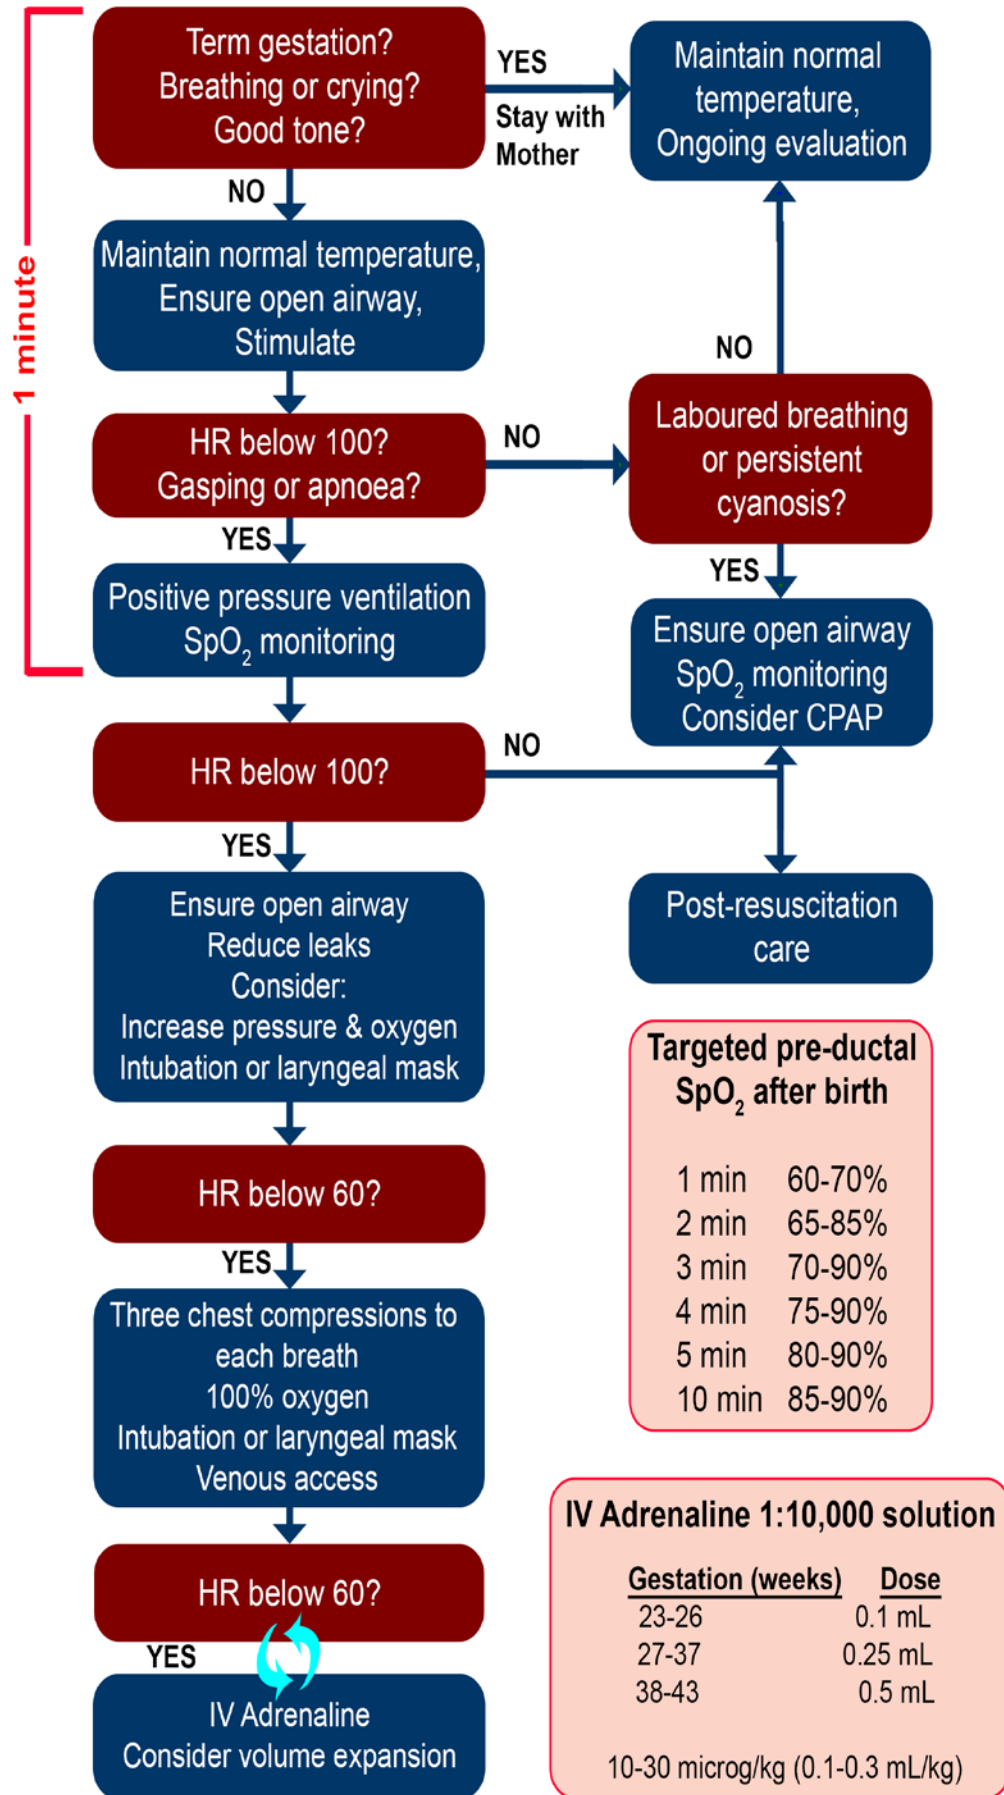 Term gestation?
Breathing or crying?
Good tone?
YES
Stay with
Mother
Maintain normal
temperature,
Ongoing evaluation
NO
Maintain normal temperature,
Ensure open airway,
Stimulate
1 minute
HR below 100?
Gasping or apnoea?
NO
NO
Laboured breathing
or persistent
cyanosis?
YES
YES
Positive pressure ventilation
SpO₂ monitoring
Ensure open airway
SpO₂ monitoring
Consider CPAP
HR below 100?
NO
YES
Ensure open airway
Reduce leaks
Consider:
Increase pressure & oxygen
Intubation or laryngeal mask
Post-resuscitation
care
HR below 60?
YES
Three chest compressions to
each breath
100% oxygen
Intubation or laryngeal mask
Venous access
HR below 60?
YES
IV Adrenaline
Consider volume expansion
Targeted pre-ductal
SpO₂ after birth
1 min 60-70%
2 min 65-85%
3 min 70-90%
4 min 75-90%
5 min 80-90%
10 min 85-90%
IV Adrenaline 1:10,000 solution
Gestation (weeks) Dose
23-26 0.1 mL
27-37 0.25 mL
38-43 0.5 mL
10-30 microg/kg (0.1-0.3 mL/kg)